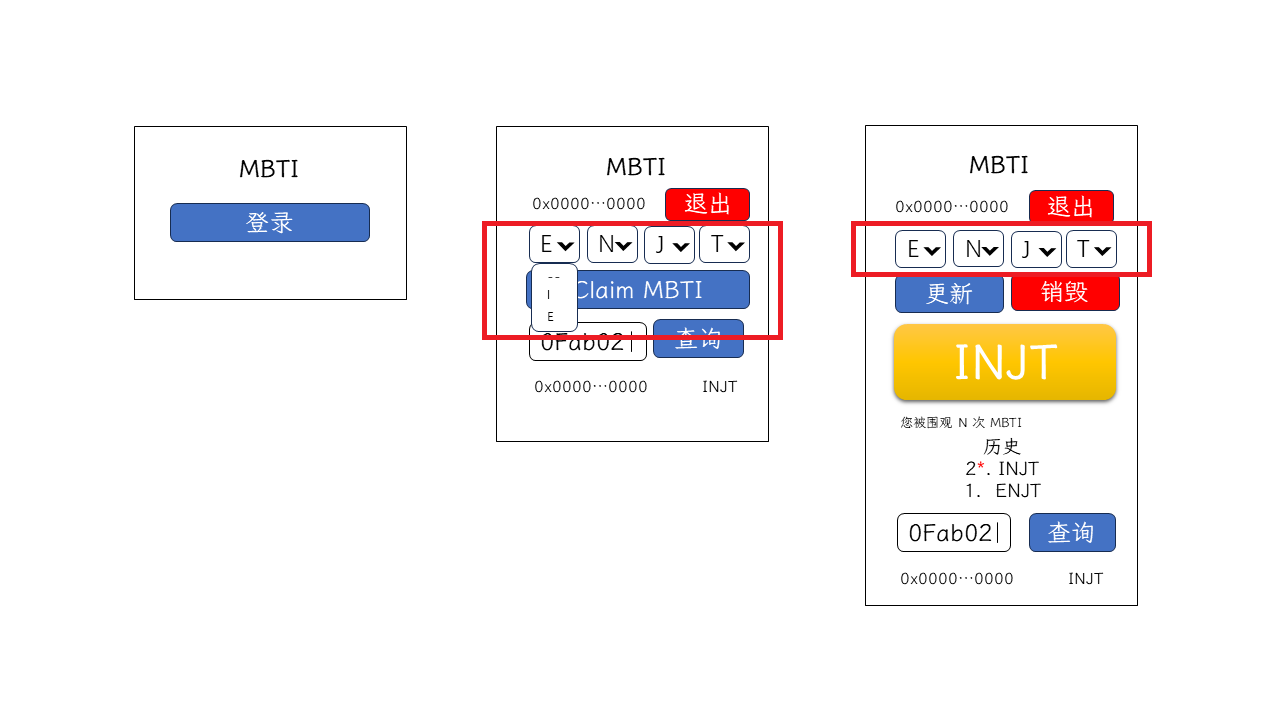 MBTI
登录
MBTI
0x0000…0000 退出
E N J T
--
I
E
Claim MBTI
0Fab02| 查询
0x0000…0000 INJT
MBTI
0x0000…0000 退出
E N J T
更新 销毁
INJT
您被围观 N 次 MBTI
历史
2*. INJT
1. ENJT
0Fab02| 查询
0x0000…0000 INJT